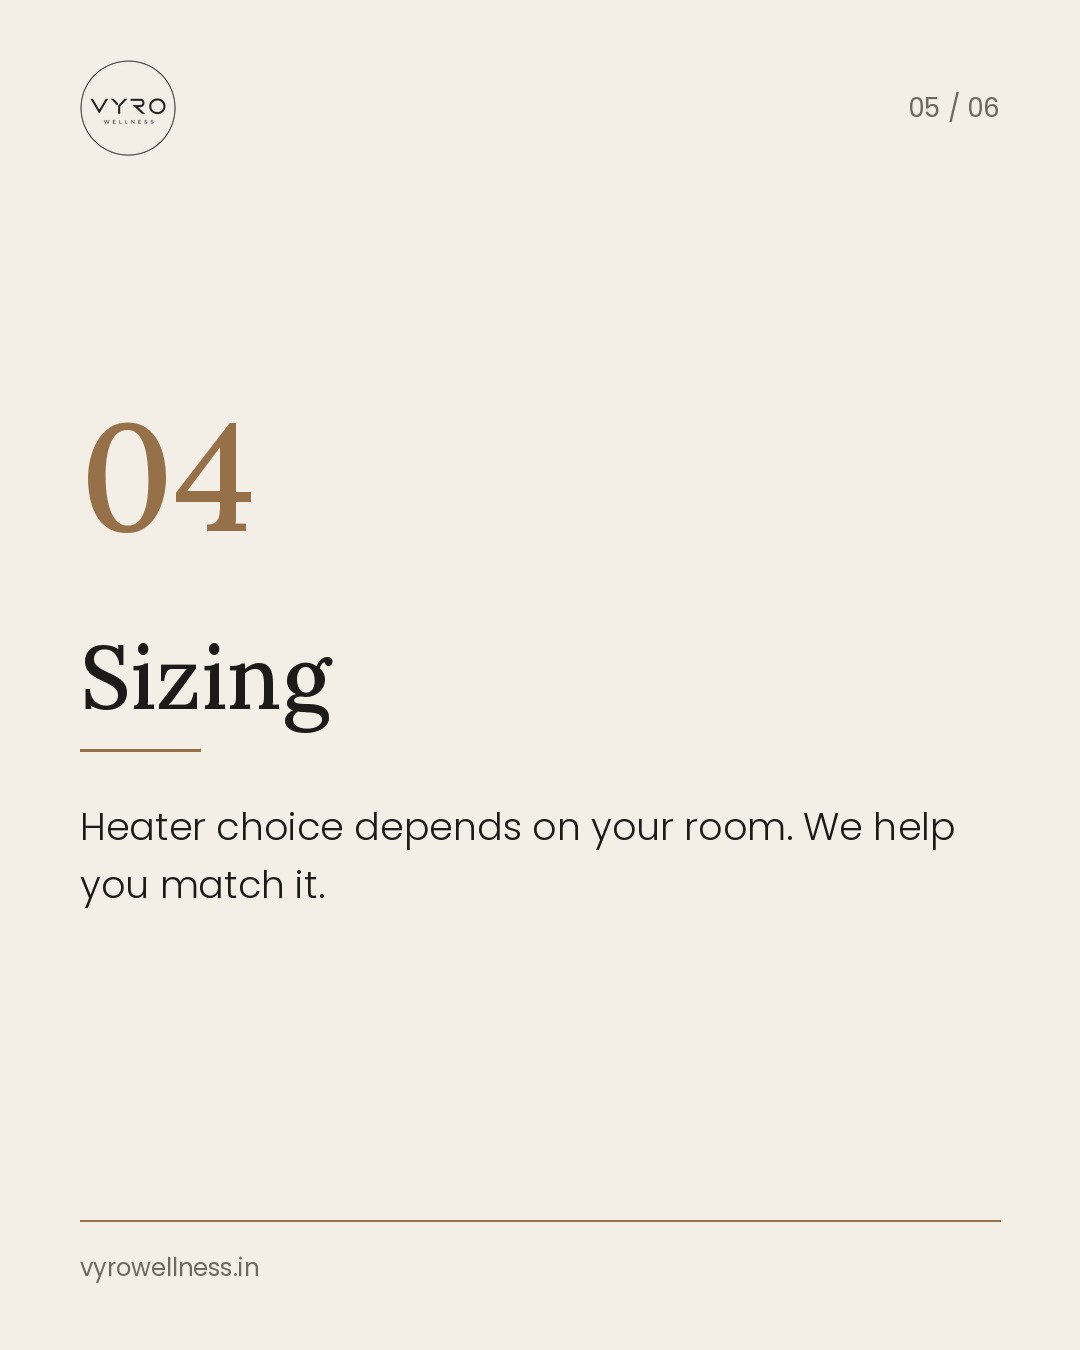 VYRO
WELLNESS
05 / 06
04
Sizing
Heater choice depends on your room. We help
you match it.
vyrowellness.in